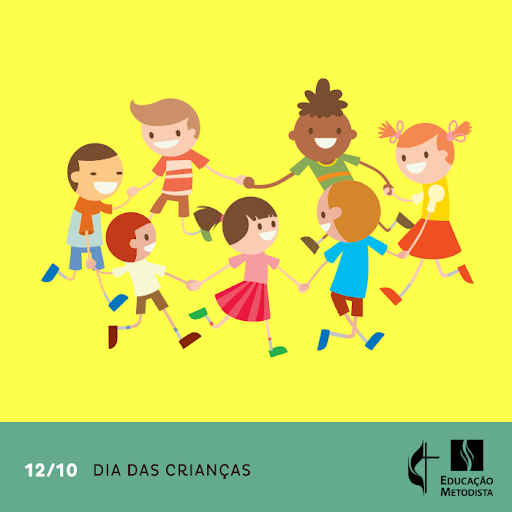 12/10 DIA DAS CRIANÇAS
EDUCAÇÃO
METODISTA